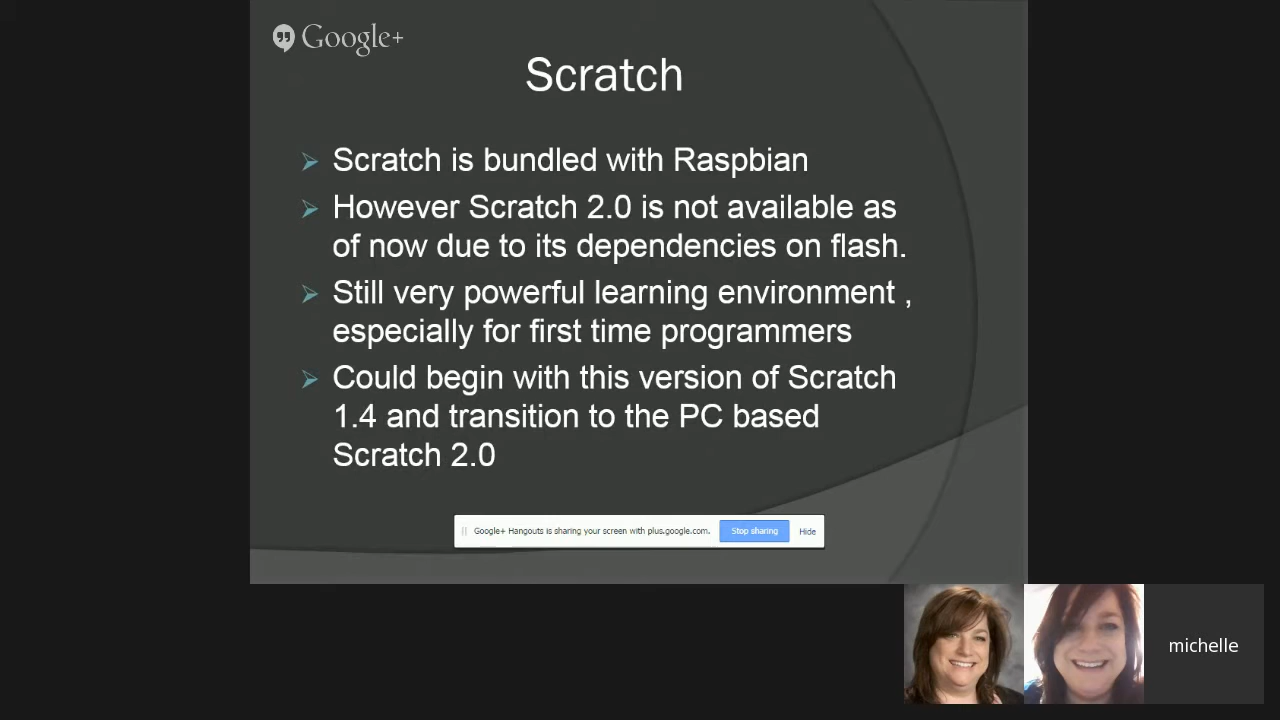 Google+
Scratch
Scratch is bundled with Raspbian
However Scratch 2.0 is not available as
of now due to its dependencies on flash.
Still very powerful learning environment ,
especially for first time programmers
Could begin with this version of Scratch
1.4 and transition to the PC based
Scratch 2.0
Google+ Hangouts is sharing your screen with plus.google.com. Stop sharing Hide
michelle